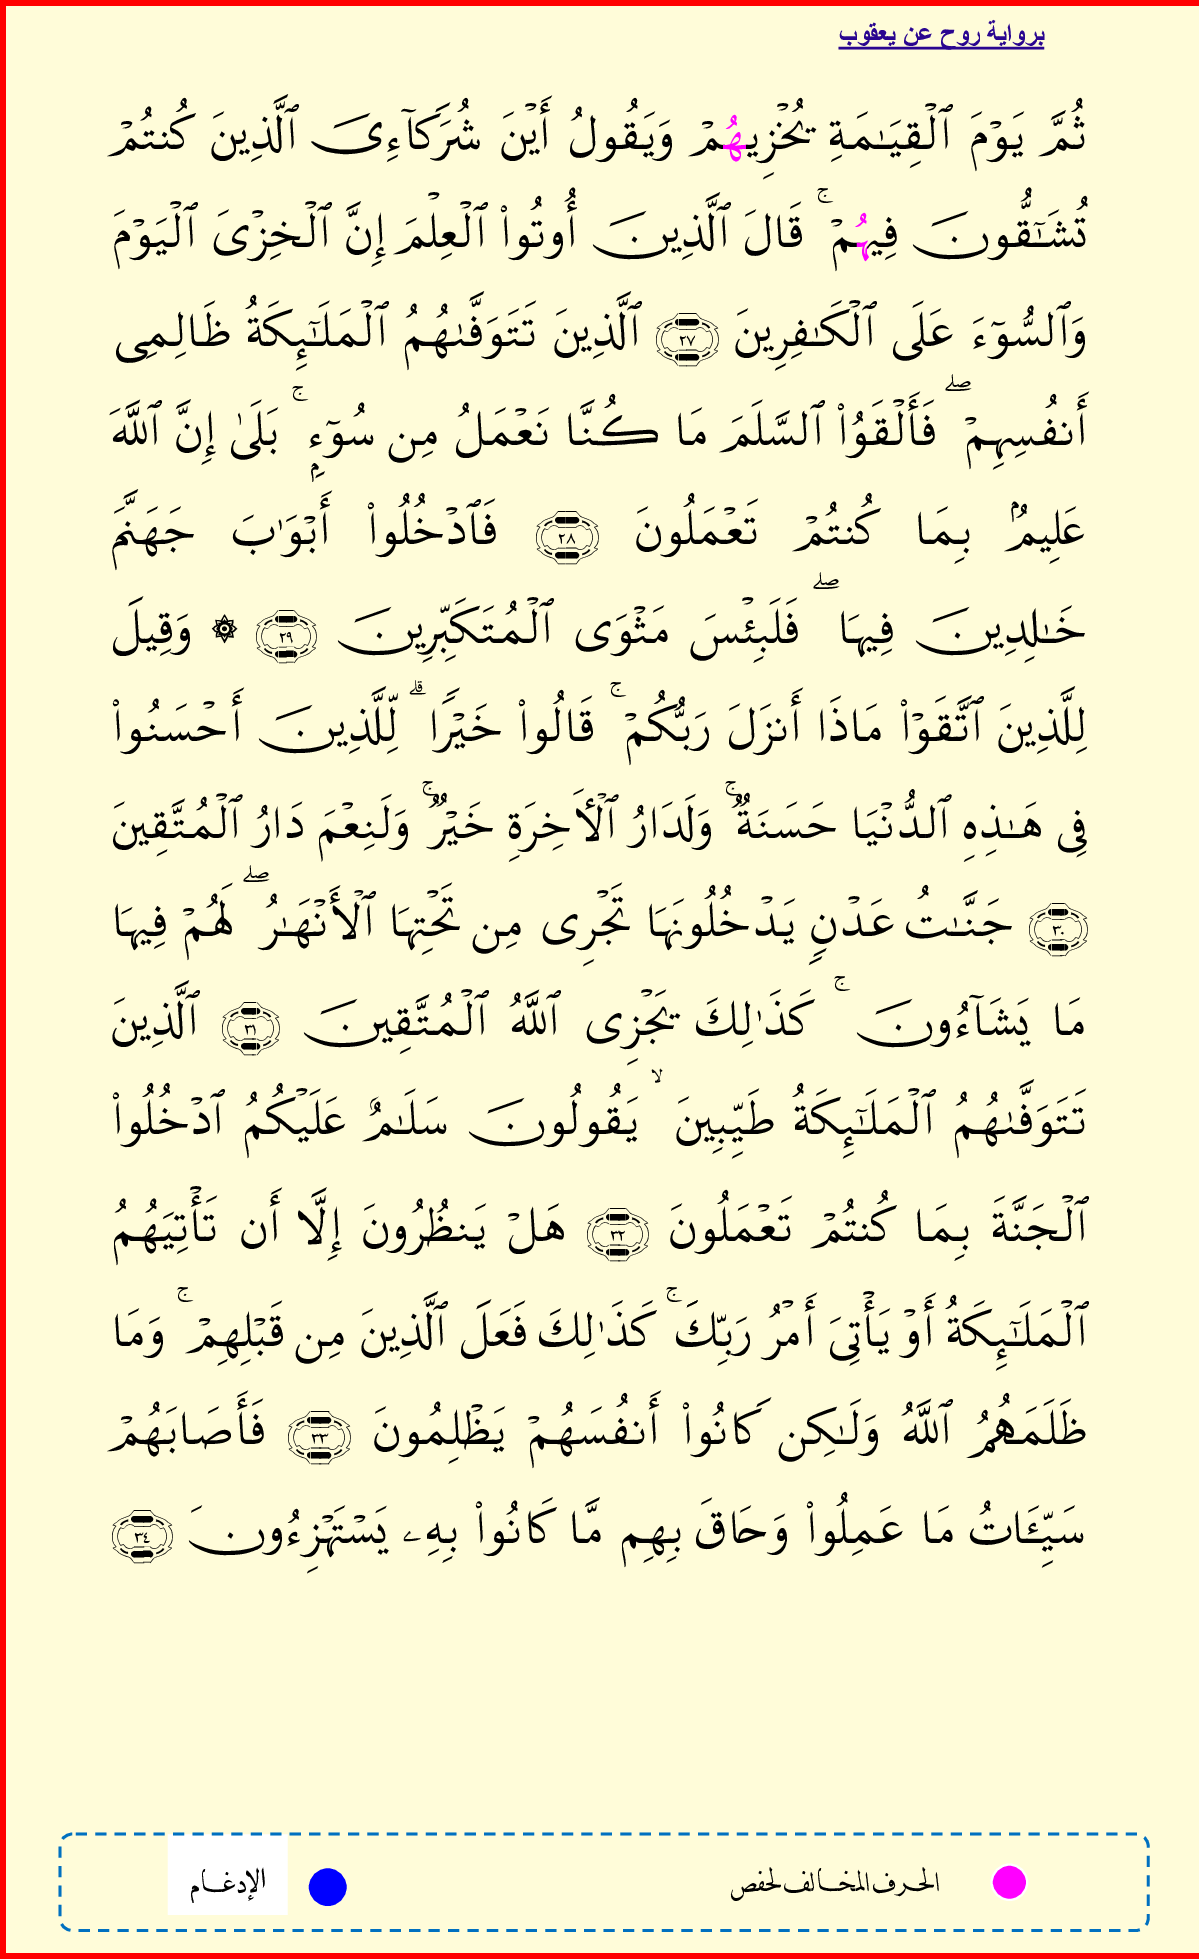 برواية روح عن يعقوب
ثُمَّ يَوْمَ ٱلْقِيَـٰمَةِ يُخْزِيهُمْ وَيَقُولُ أَيْنَ شُرَكَآءِىَ ٱلَّذِينَ كُنتُمْ
تُشَـٰٓقُّونَ فِيهُمْ ۚ قَالَ ٱلَّذِينَ أُوتُوا۟ ٱلْعِلْمَ إِنَّ ٱلْخِزْىَ ٱلْيَوْمَ
وَٱلسُّوٓءَ عَلَى ٱلْكَـٰفِرِينَ ٢٧ ٱلَّذِينَ تَتَوَفَّىٰهُمُ ٱلْمَلَـٰٓئِكَةُ ظَالِمِى
أَنفُسِهِمْ ۖ فَأَلْقَوُا۟ ٱلسَّلَمَ مَا كُنَّا نَعْمَلُ مِن سُوٓءٍۭ ۚ بَلَىٰ إِنَّ ٱللَّهَ
عَلِيمٌۢ بِمَا كُنتُمْ تَعْمَلُونَ ٢٨ فَٱدْخُلُوا۟ أَبْوَٰبَ جَهَنَّمَ
خَـٰلِدِينَ فِيهَا ۖ فَلَبِئْسَ مَثْوَى ٱلْمُتَكَبِّرِينَ ٢٩ ۞ وَقِيلَ
لِلَّذِينَ ٱتَّقَوْا۟ مَاذَا أَنزَلَ رَبُّكُمْ ۚ قَالُوا۟ خَيْرًا ۗ لِّلَّذِينَ أَحْسَنُوا۟
فِى هَـٰذِهِ ٱلدُّنْيَا حَسَنَةٌ ۚ وَلَدَارُ ٱلْأَخِرَةِ خَيْرٌ ۚ وَلَنِعْمَ دَارُ ٱلْمُتَّقِينَ
٣٠ جَنَّـٰتُ عَدْنٍ يَدْخُلُونَهَا تَجْرِى مِن تَحْتِهَا ٱلْأَنْهَـٰرُ ۖ لَهُمْ فِيهَا
مَا يَشَآءُونَ ۚ كَذَٰلِكَ يَجْزِى ٱللَّهُ ٱلْمُتَّقِينَ ٣١ ٱلَّذِينَ
تَتَوَفَّىٰهُمُ ٱلْمَلَـٰٓئِكَةُ طَيِّبِينَ ۙ يَقُولُونَ سَلَـٰمٌ عَلَيْكُمُ ٱدْخُلُوا۟
ٱلْجَنَّةَ بِمَا كُنتُمْ تَعْمَلُونَ ٣٢ هَلْ يَنظُرُونَ إِلَّا أَن تَأْتِيَهُمُ
ٱلْمَلَـٰٓئِكَةُ أَوْ يَأْتِىَ أَمْرُ رَبِّكَ ۚ كَذَٰلِكَ فَعَلَ ٱلَّذِينَ مِن قَبْلِهِمْ ۚ وَمَا
ظَلَمَهُمُ ٱللَّهُ وَلَـٰكِن كَانُوا۟ أَنفُسَهُمْ يَظْلِمُونَ ٣٣ فَأَصَابَهُمْ
سَيِّـَٔاتُ مَا عَمِلُوا۟ وَحَاقَ بِهِم مَّا كَانُوا۟ بِهِۦ يَسْتَهْزِءُونَ ٣٤
الحرف المخالف لحفص
الإدغام